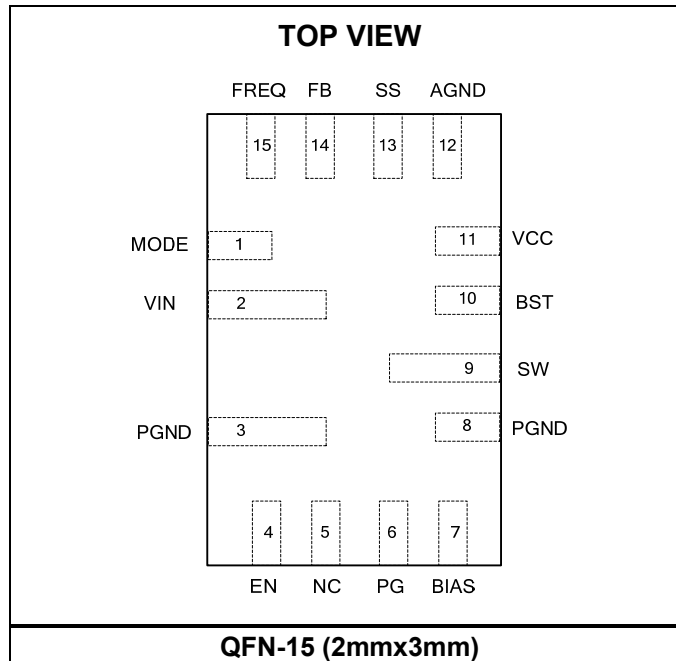 TOP VIEW
FREQ FB SS AGND
15 14 13 12
MODE 1 11 VCC
VIN 2 10 BST
9 SW
PGND 3 8 PGND
4 5 6 7
EN NC PG BIAS
QFN-15 (2mmx3mm)